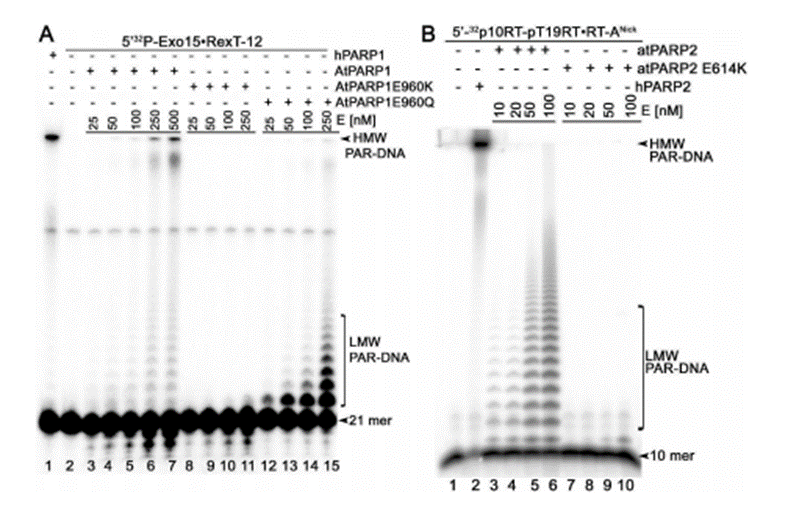 A
5'³²P-Exo15•RexT-12
+ - - - - - - - - - - - - - - hPARP1
- - + + + + + - - - - - - - - AtPARP1
- - - - - - - + + + + - - - - AtPARP1E960K
- - - - - - - - - - - + + + + AtPARP1E960Q
25 50 100 250 500 25 50 100 250 25 50 100 250 E [nM]
HMW
PAR-DNA
LMW
PAR-DNA
21 mer
1 2 3 4 5 6 7 8 9 10 11 12 13 14 15
B
5'-³²p10RT-pT19RT•RT-Aᴺⁱᶜᵏ
- - + + + + - - - - atPARP2
- - - - - - + + + + atPARP2 E614K
- + - - - - - - - - hPARP2
10 20 50 100 10 20 50 100 E [nM]
HMW
PAR-DNA
LMW
PAR-DNA
10 mer
1 2 3 4 5 6 7 8 9 10